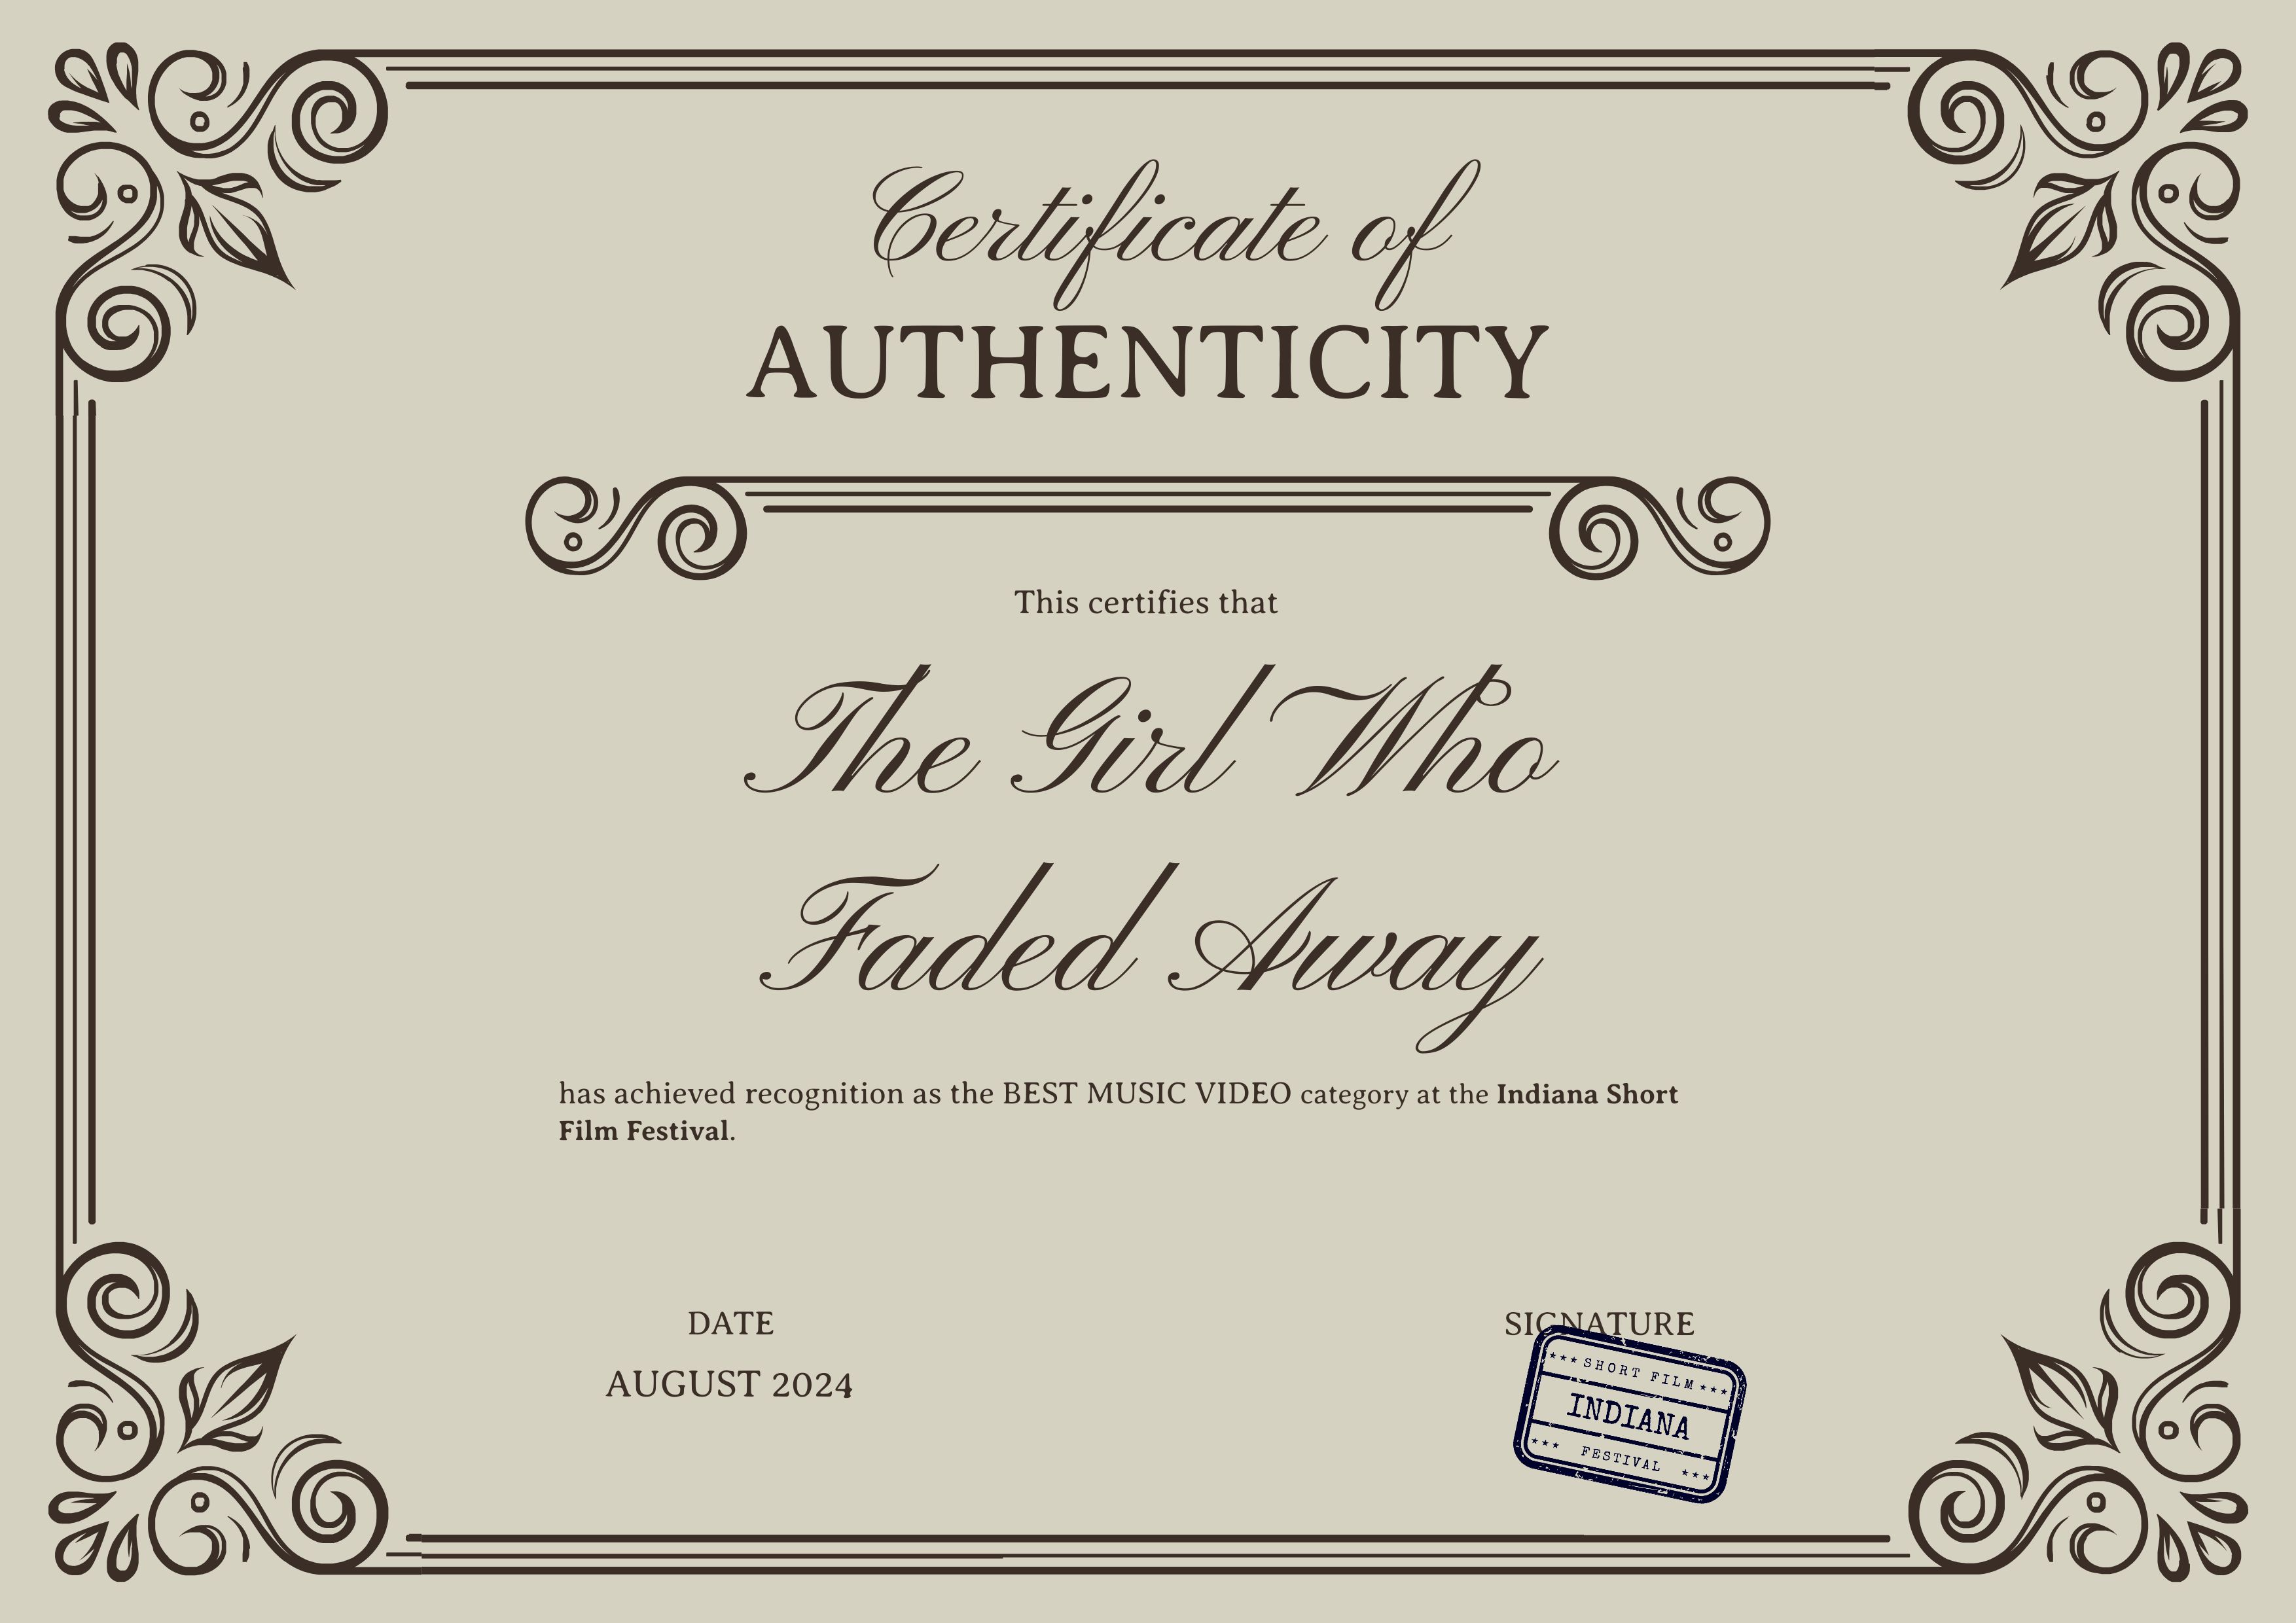 Certificate of
AUTHENTICITY
This certifies that
The Girl Who
Faded Away
has achieved recognition as the BEST MUSIC VIDEO category at the Indiana Short
Film Festival.
DATE
AUGUST 2024
SIGNATURE
*** SHORT FILM ***
INDIANA
*** FESTIVAL ***